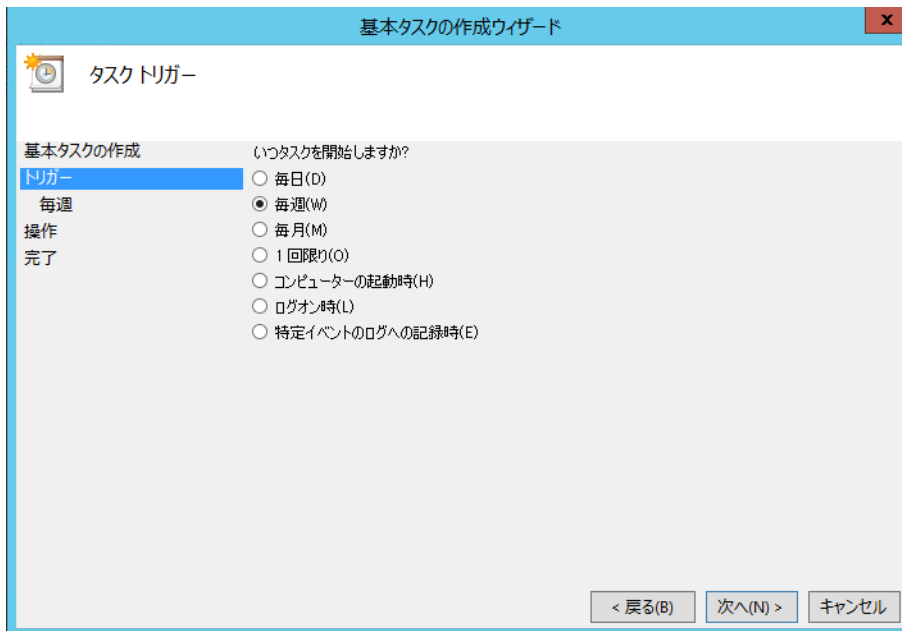 基本タスクの作成ウィザード
x
タスク トリガー
基本タスクの作成
トリガー
毎週
操作
完了
いつタスクを開始しますか?
毎日(D)
毎週(W)
毎月(M)
1 回限り(O)
コンピューターの起動時(H)
ログオン時(L)
特定イベントのログへの記録時(E)
< 戻る(B)
次へ(N) >
キャンセル